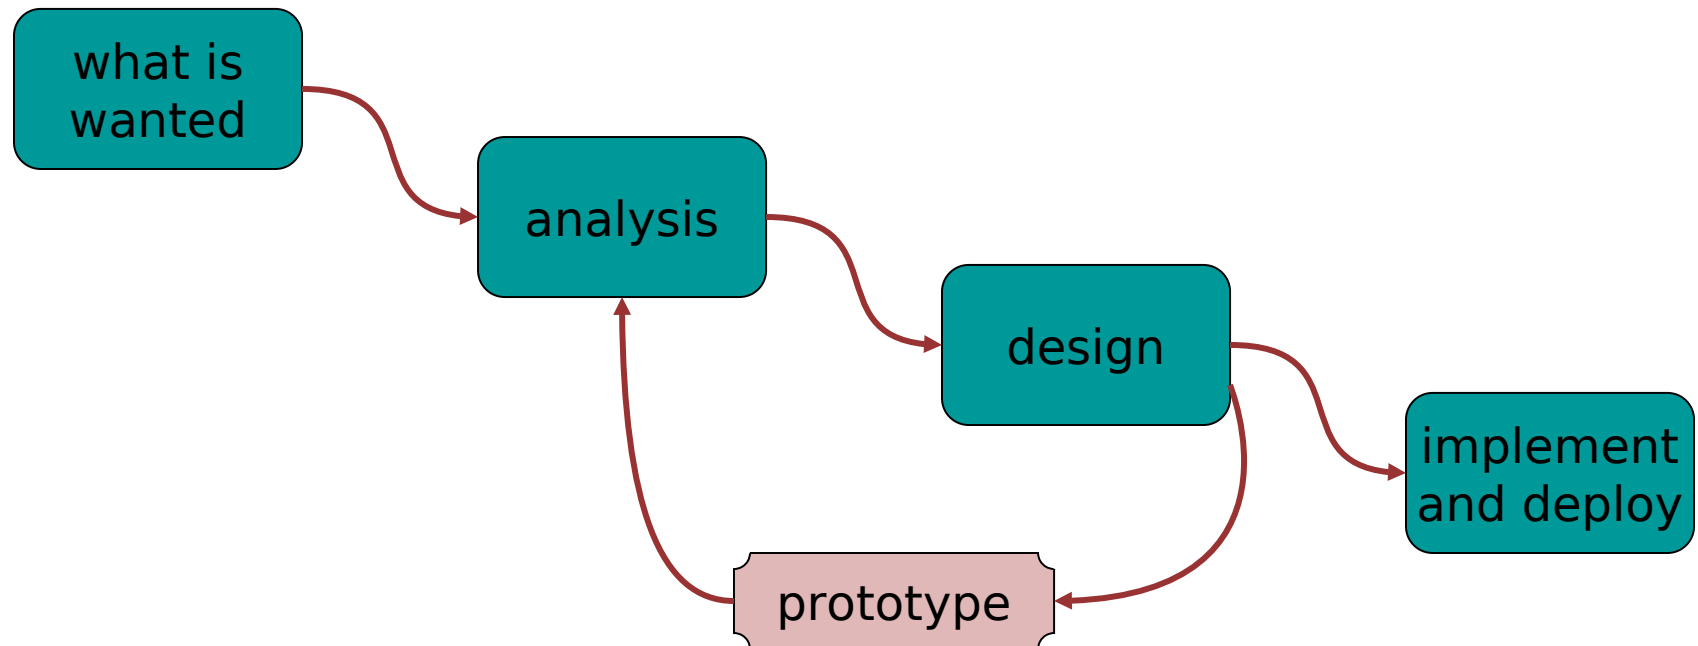 what is
wanted
analysis
design
implement
and deploy
prototype